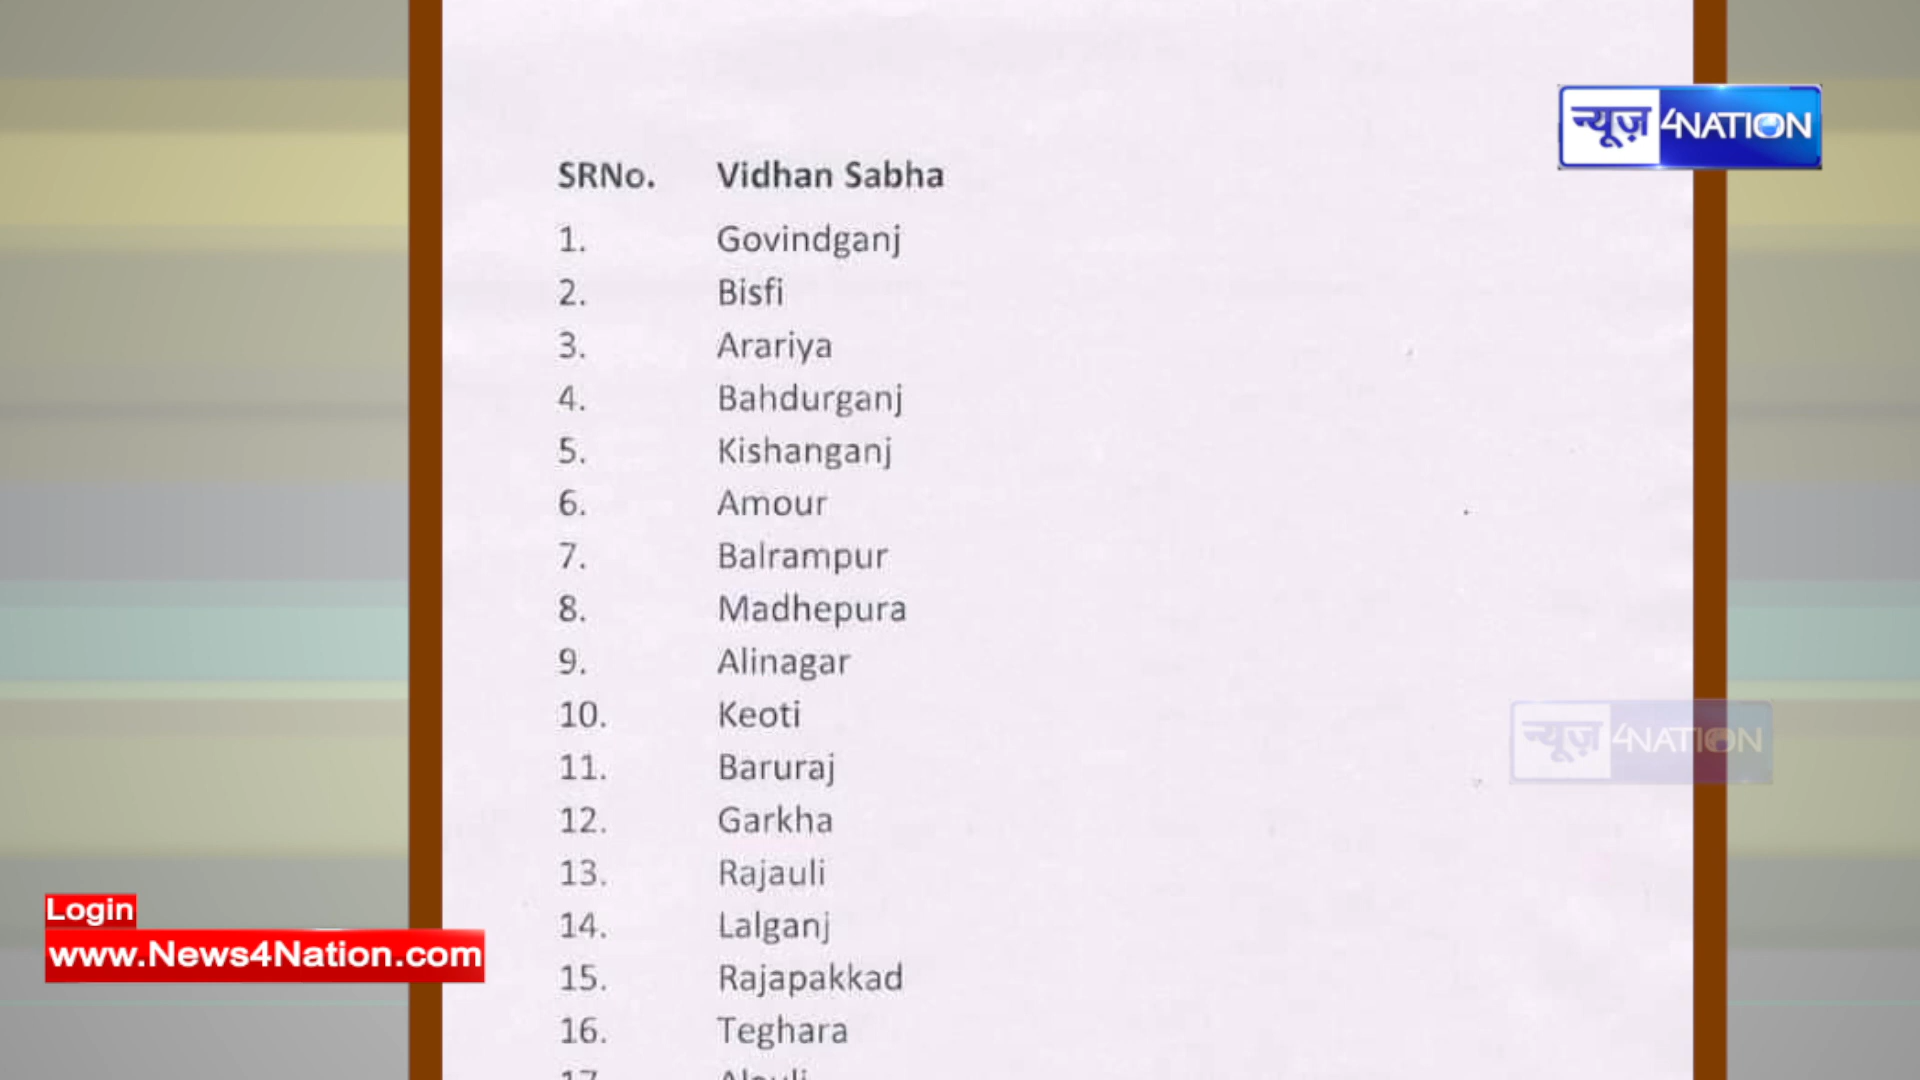 न्यूज़ 4NATION
SRNo. Vidhan Sabha
1. Govindganj
2. Bisfi
3. Arariya
4. Bahdurganj
5. Kishanganj
6. Amour
7. Balrampur
8. Madhepura
9. Alinagar
10. Keoti
न्यूज़ 4NATION
11. Baruraj
12. Garkha
13. Rajauli
Login
14. Lalganj
www.News4Nation.com
15. Rajapakkad
16. Teghara